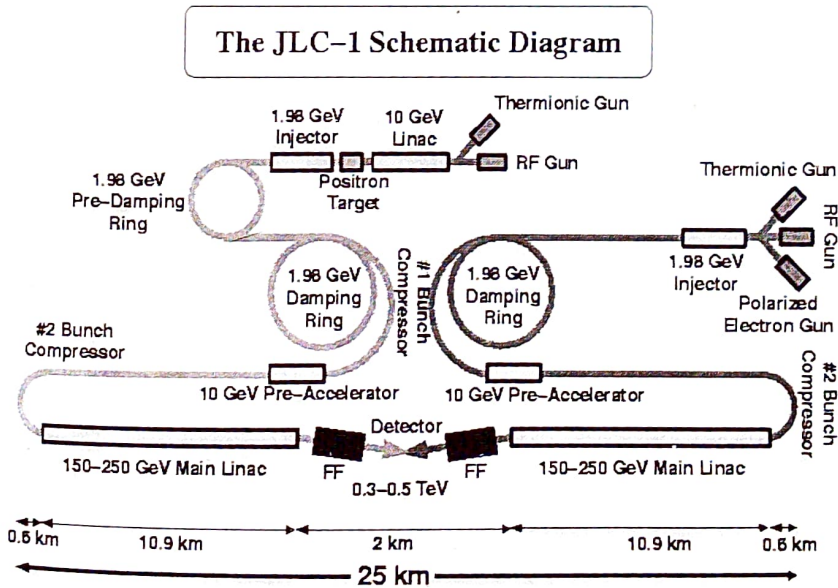 The JLC–1 Schematic Diagram
Thermionic Gun
1.98 GeV
Injector
10 GeV
Linac
RF Gun
Positron
Target
1.98 GeV
Pre–Damping
Ring
Thermionic Gun
RF
Gun
1.98 GeV
Injector
Polarized
Electron Gun
1.98 GeV
Damping
Ring
#1 Bunch
Compressor
1.98 GeV
Damping
Ring
#2 Bunch
Compressor
10 GeV Pre–Accelerator
10 GeV Pre–Accelerator
#2 Bunch
Compressor
Detector
150–250 GeV Main Linac
FF
FF
150–250 GeV Main Linac
0.3–0.5 TeV
0.6 km
10.9 km
2 km
10.9 km
0.6 km
25 km